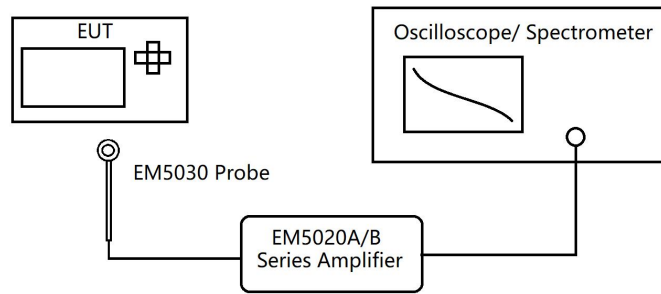 EUT
Oscilloscope/ Spectrometer
EM5030 Probe
EM5020A/B
Series Amplifier